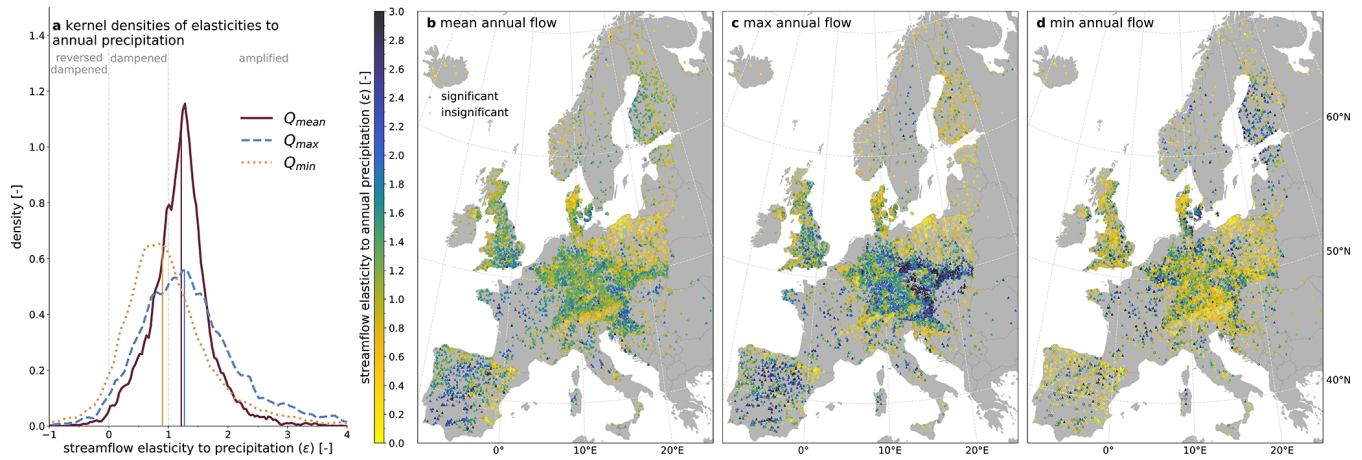 a kernel densities of elasticities to
annual precipitation
reversed
dampened
dampened
amplified
Q_mean
Q_max
Q_min
density [-]
1.4
1.2
1.0
0.8
0.6
0.4
0.2
0.0
−1 0 1 2 3 4
streamflow elasticity to precipitation (ε) [-]
streamflow elasticity to annual precipitation (ε) [-]
3.0
2.8
2.6
2.4
2.2
2.0
1.8
1.6
1.4
1.2
1.0
0.8
0.6
0.4
0.2
0.0
b mean annual flow
significant
insignificant
0° 10°E 20°E
c max annual flow
0° 10°E 20°E
d min annual flow
0° 10°E 20°E
60°N
50°N
40°N